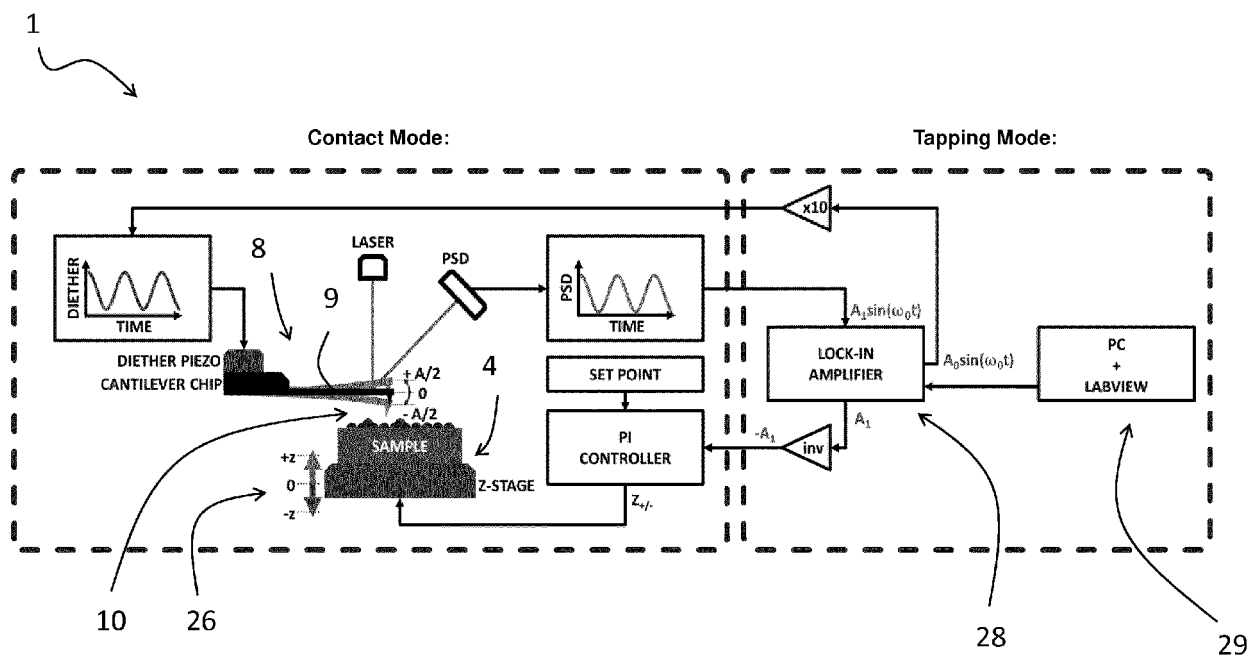 1
Contact Mode:
Tapping Mode:
x10
DIETHER
TIME
8
LASER
PSD
PSD
TIME
9
A₁sin(ω₀t)
DIETHER PIEZO
CANTILEVER CHIP
+ A/2
0
- A/2
4
SET POINT
LOCK-IN
AMPLIFIER
A₀sin(ω₀t)
PC
+
LABVIEW
SAMPLE
PI
CONTROLLER
-A₁
inv
A₁
+z
0
-z
Z-STAGE
Z+/-
10
26
28
29